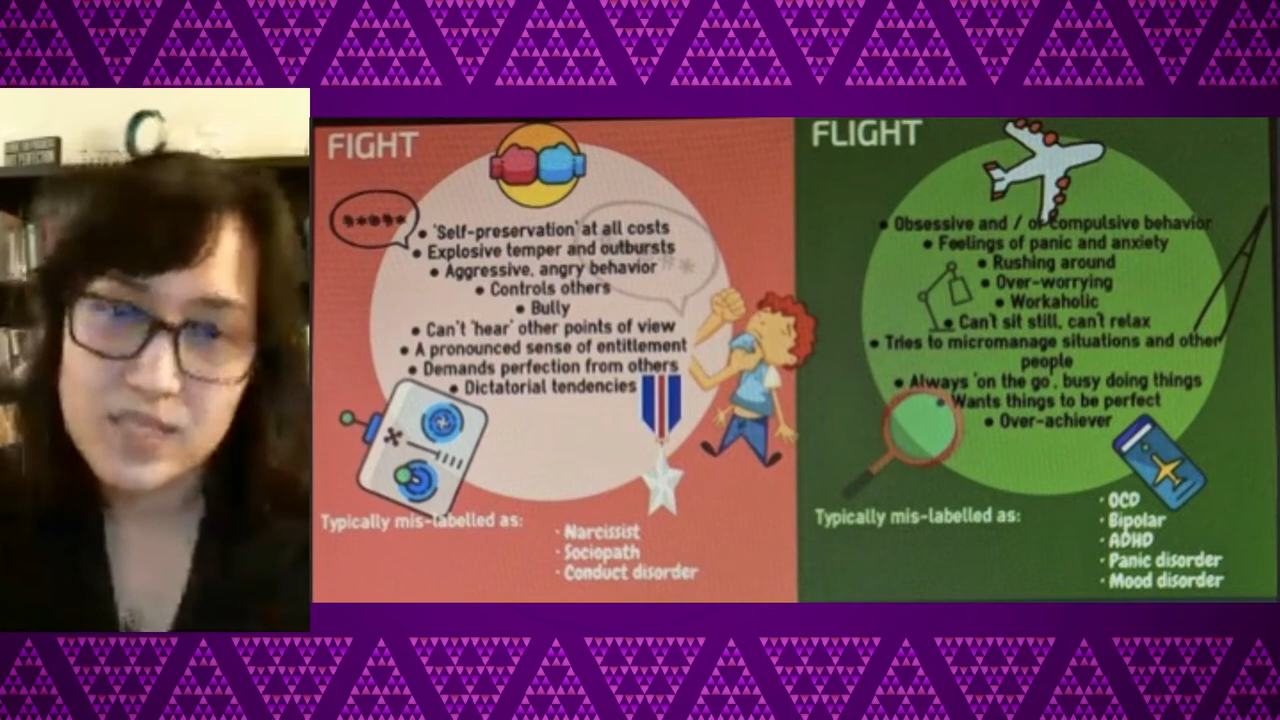 FIGHT
****
• 'Self-preservation' at all costs
• Explosive temper and outbursts
• Aggressive, angry behavior
• Controls others
• Bully
• Can't 'hear' other points of view
• A pronounced sense of entitlement
• Demands perfection from others
• Dictatorial tendencies
Typically mis-labelled as:
· Narcissist
· Sociopath
· Conduct disorder
FLIGHT
• Obsessive and / or compulsive behavior
• Feelings of panic and anxiety
• Rushing around
• Over-worrying
• Workaholic
• Can't sit still, can't relax
• Tries to micromanage situations and other
people
• Always 'on the go', busy doing things
• Wants things to be perfect
• Over-achiever
Typically mis-labelled as:
· OCD
· Bipolar
· ADHD
· Panic disorder
· Mood disorder